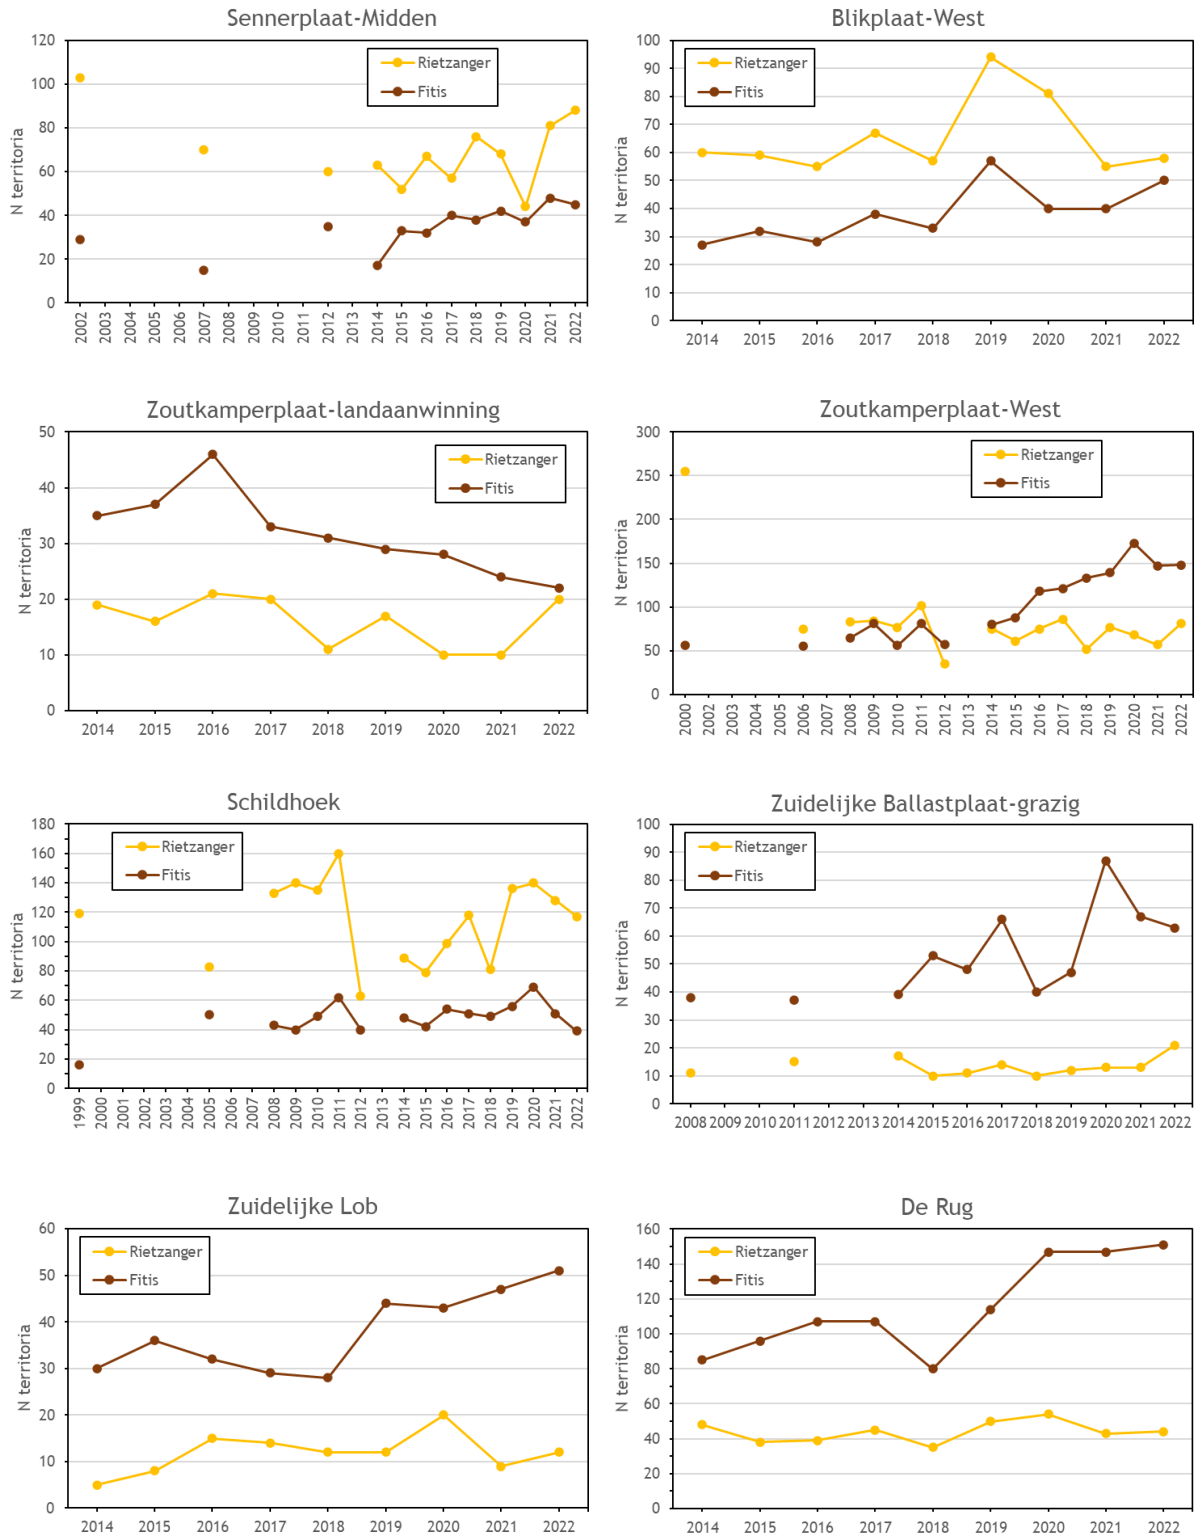 Sennerplaat-Midden
N territoria
120
100
80
60
40
20
0
Rietzanger
Fitis
2002 2003 2004 2005 2006 2007 2008 2009 2010 2011 2012 2013 2014 2015 2016 2017 2018 2019 2020 2021 2022
Blikplaat-West
N territoria
100
90
80
70
60
50
40
30
20
10
0
Rietzanger
Fitis
2014 2015 2016 2017 2018 2019 2020 2021 2022
Zoutkamperplaat-landaanwinning
N territoria
50
40
30
20
10
0
Rietzanger
Fitis
2014 2015 2016 2017 2018 2019 2020 2021 2022
Zoutkamperplaat-West
N territoria
300
250
200
150
100
50
0
Rietzanger
Fitis
2000 2002 2003 2004 2005 2006 2007 2008 2009 2010 2011 2012 2013 2014 2015 2016 2017 2018 2019 2020 2021 2022
Schildhoek
N territoria
180
160
140
120
100
80
60
40
20
0
Rietzanger
Fitis
1999 2000 2001 2002 2003 2004 2005 2006 2007 2008 2009 2010 2011 2012 2013 2014 2015 2016 2017 2018 2019 2020 2021 2022
Zuidelijke Ballastplaat-grazig
N territoria
100
90
80
70
60
50
40
30
20
10
0
Rietzanger
Fitis
2008 2009 2010 2011 2012 2013 2014 2015 2016 2017 2018 2019 2020 2021 2022
Zuidelijke Lob
N territoria
60
50
40
30
20
10
0
Rietzanger
Fitis
2014 2015 2016 2017 2018 2019 2020 2021 2022
De Rug
N territoria
160
140
120
100
80
60
40
20
0
Rietzanger
Fitis
2014 2015 2016 2017 2018 2019 2020 2021 2022